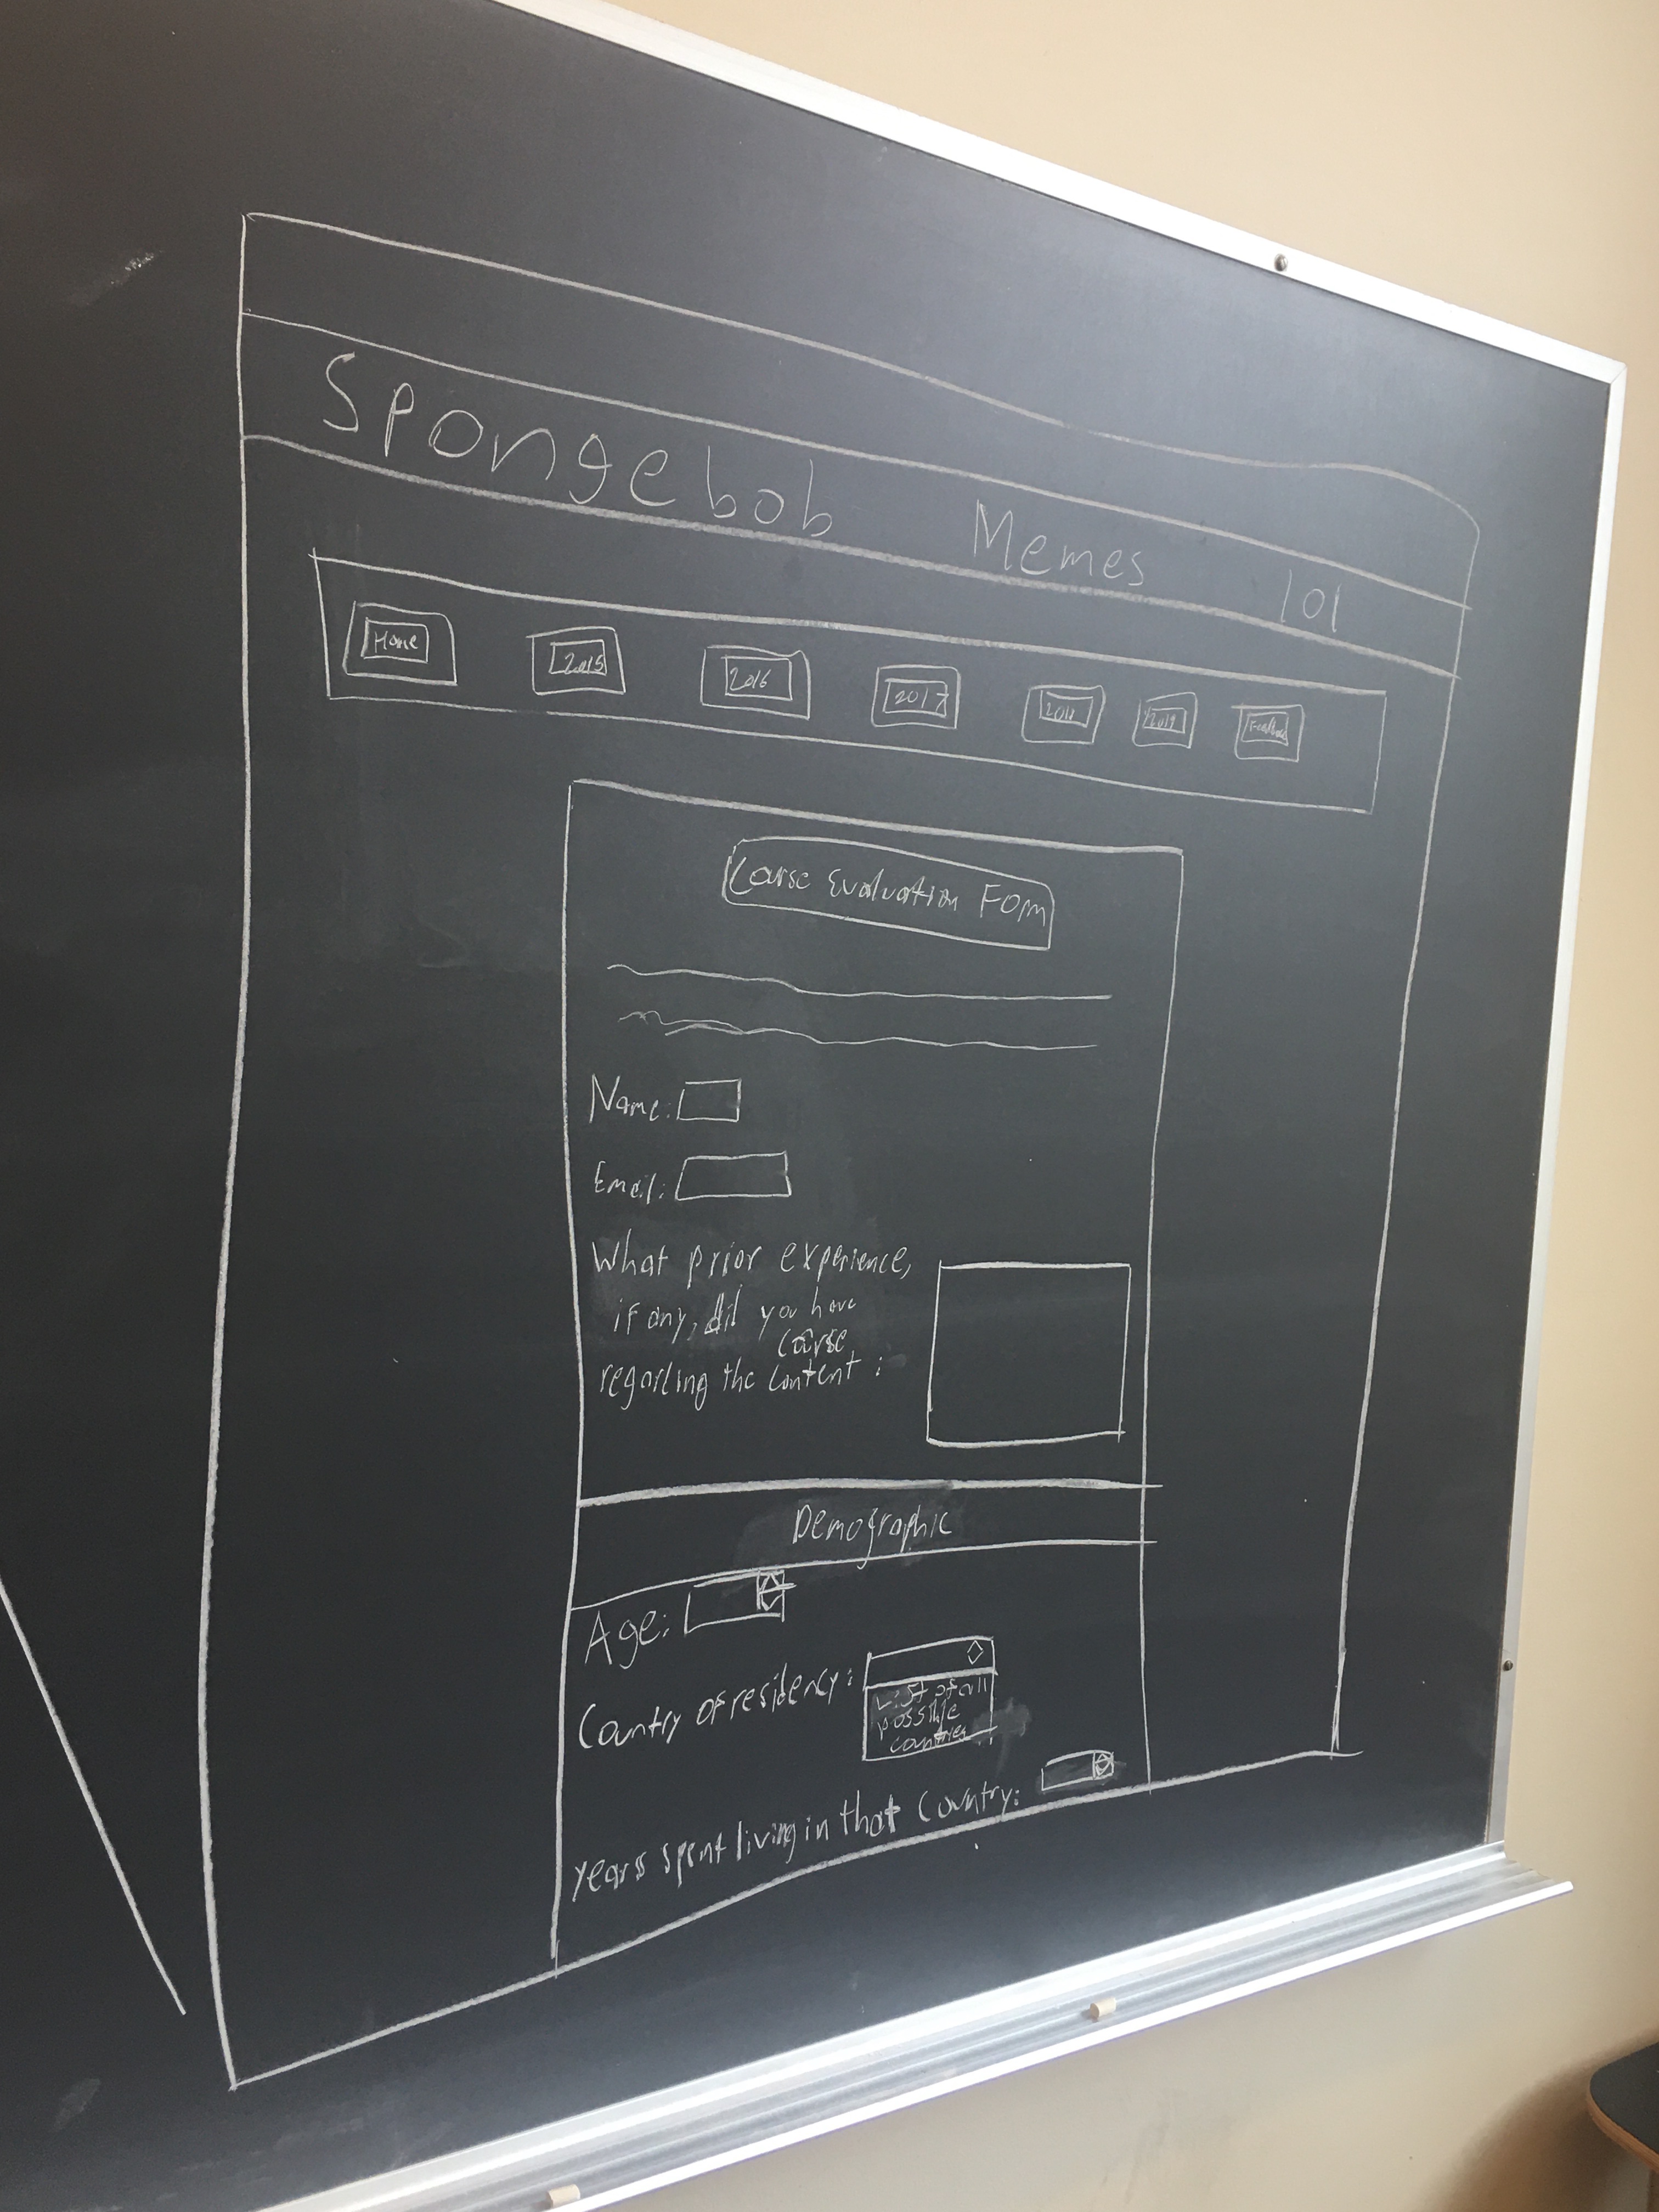 Spongebob Memes 101
Home 2015 2016 2017 2018 2019
Course Evaluation Form
Name:
Email:
What prior experience,
if any, did you have
course
regarding the content :
Demographic
Age:
Country of residency:
List of all
possible
countries
years spent living in that Country: